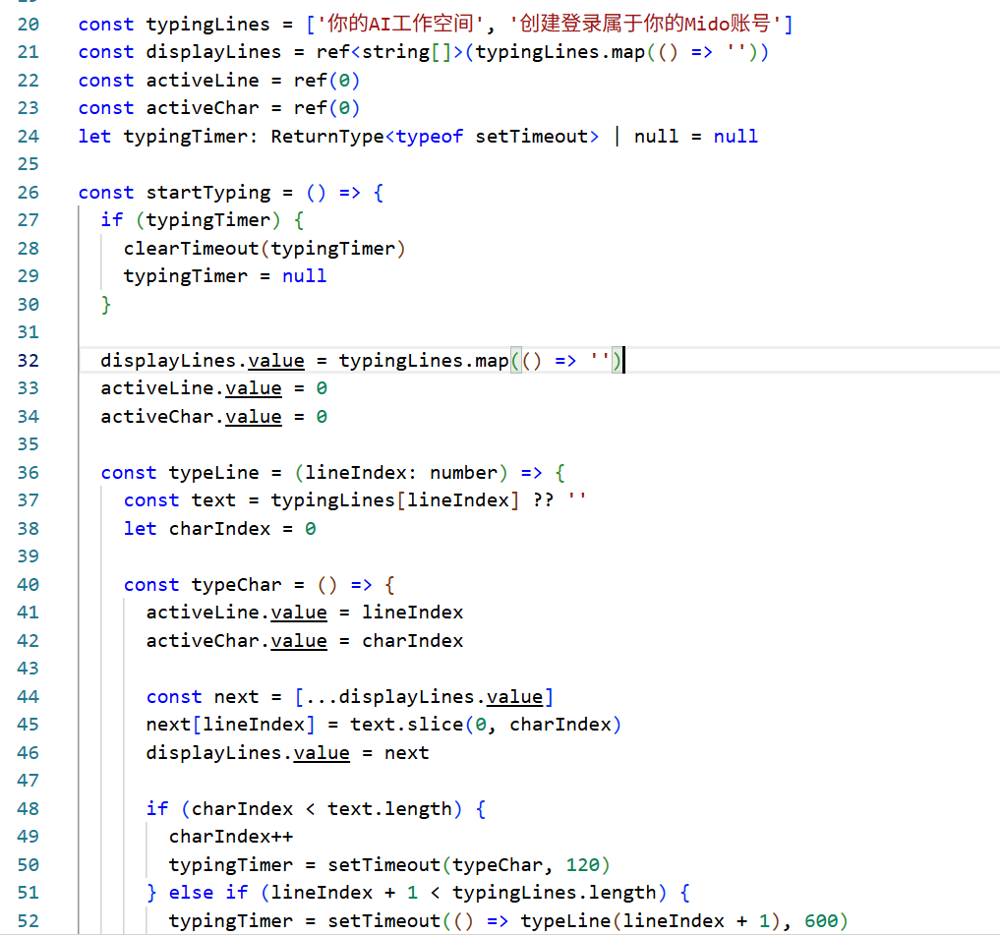 20 const typingLines = ['你的AI工作空间', '创建登录属于你的Mido账号']
21 const displayLines = ref<string[]>(typingLines.map(() => ''))
22 const activeLine = ref(0)
23 const activeChar = ref(0)
24 let typingTimer: ReturnType<typeof setTimeout> | null = null
25
26 const startTyping = () => {
27   if (typingTimer) {
28     clearTimeout(typingTimer)
29     typingTimer = null
30   }
31
32   displayLines.value = typingLines.map(() => '')
33   activeLine.value = 0
34   activeChar.value = 0
35
36   const typeLine = (lineIndex: number) => {
37     const text = typingLines[lineIndex] ?? ''
38     let charIndex = 0
39
40     const typeChar = () => {
41       activeLine.value = lineIndex
42       activeChar.value = charIndex
43
44       const next = [...displayLines.value]
45       next[lineIndex] = text.slice(0, charIndex)
46       displayLines.value = next
47
48       if (charIndex < text.length) {
49         charIndex++
50         typingTimer = setTimeout(typeChar, 120)
51       } else if (lineIndex + 1 < typingLines.length) {
52         typingTimer = setTimeout(() => typeLine(lineIndex + 1), 600)